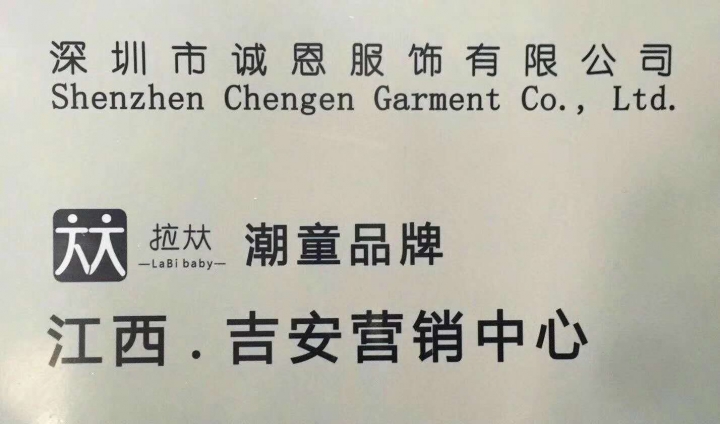 深圳市诚恩服饰有限公司
Shenzhen Chengen Garment Co., Ltd.
拉夶 潮童品牌
—LaBi baby—
江西.吉安营销中心